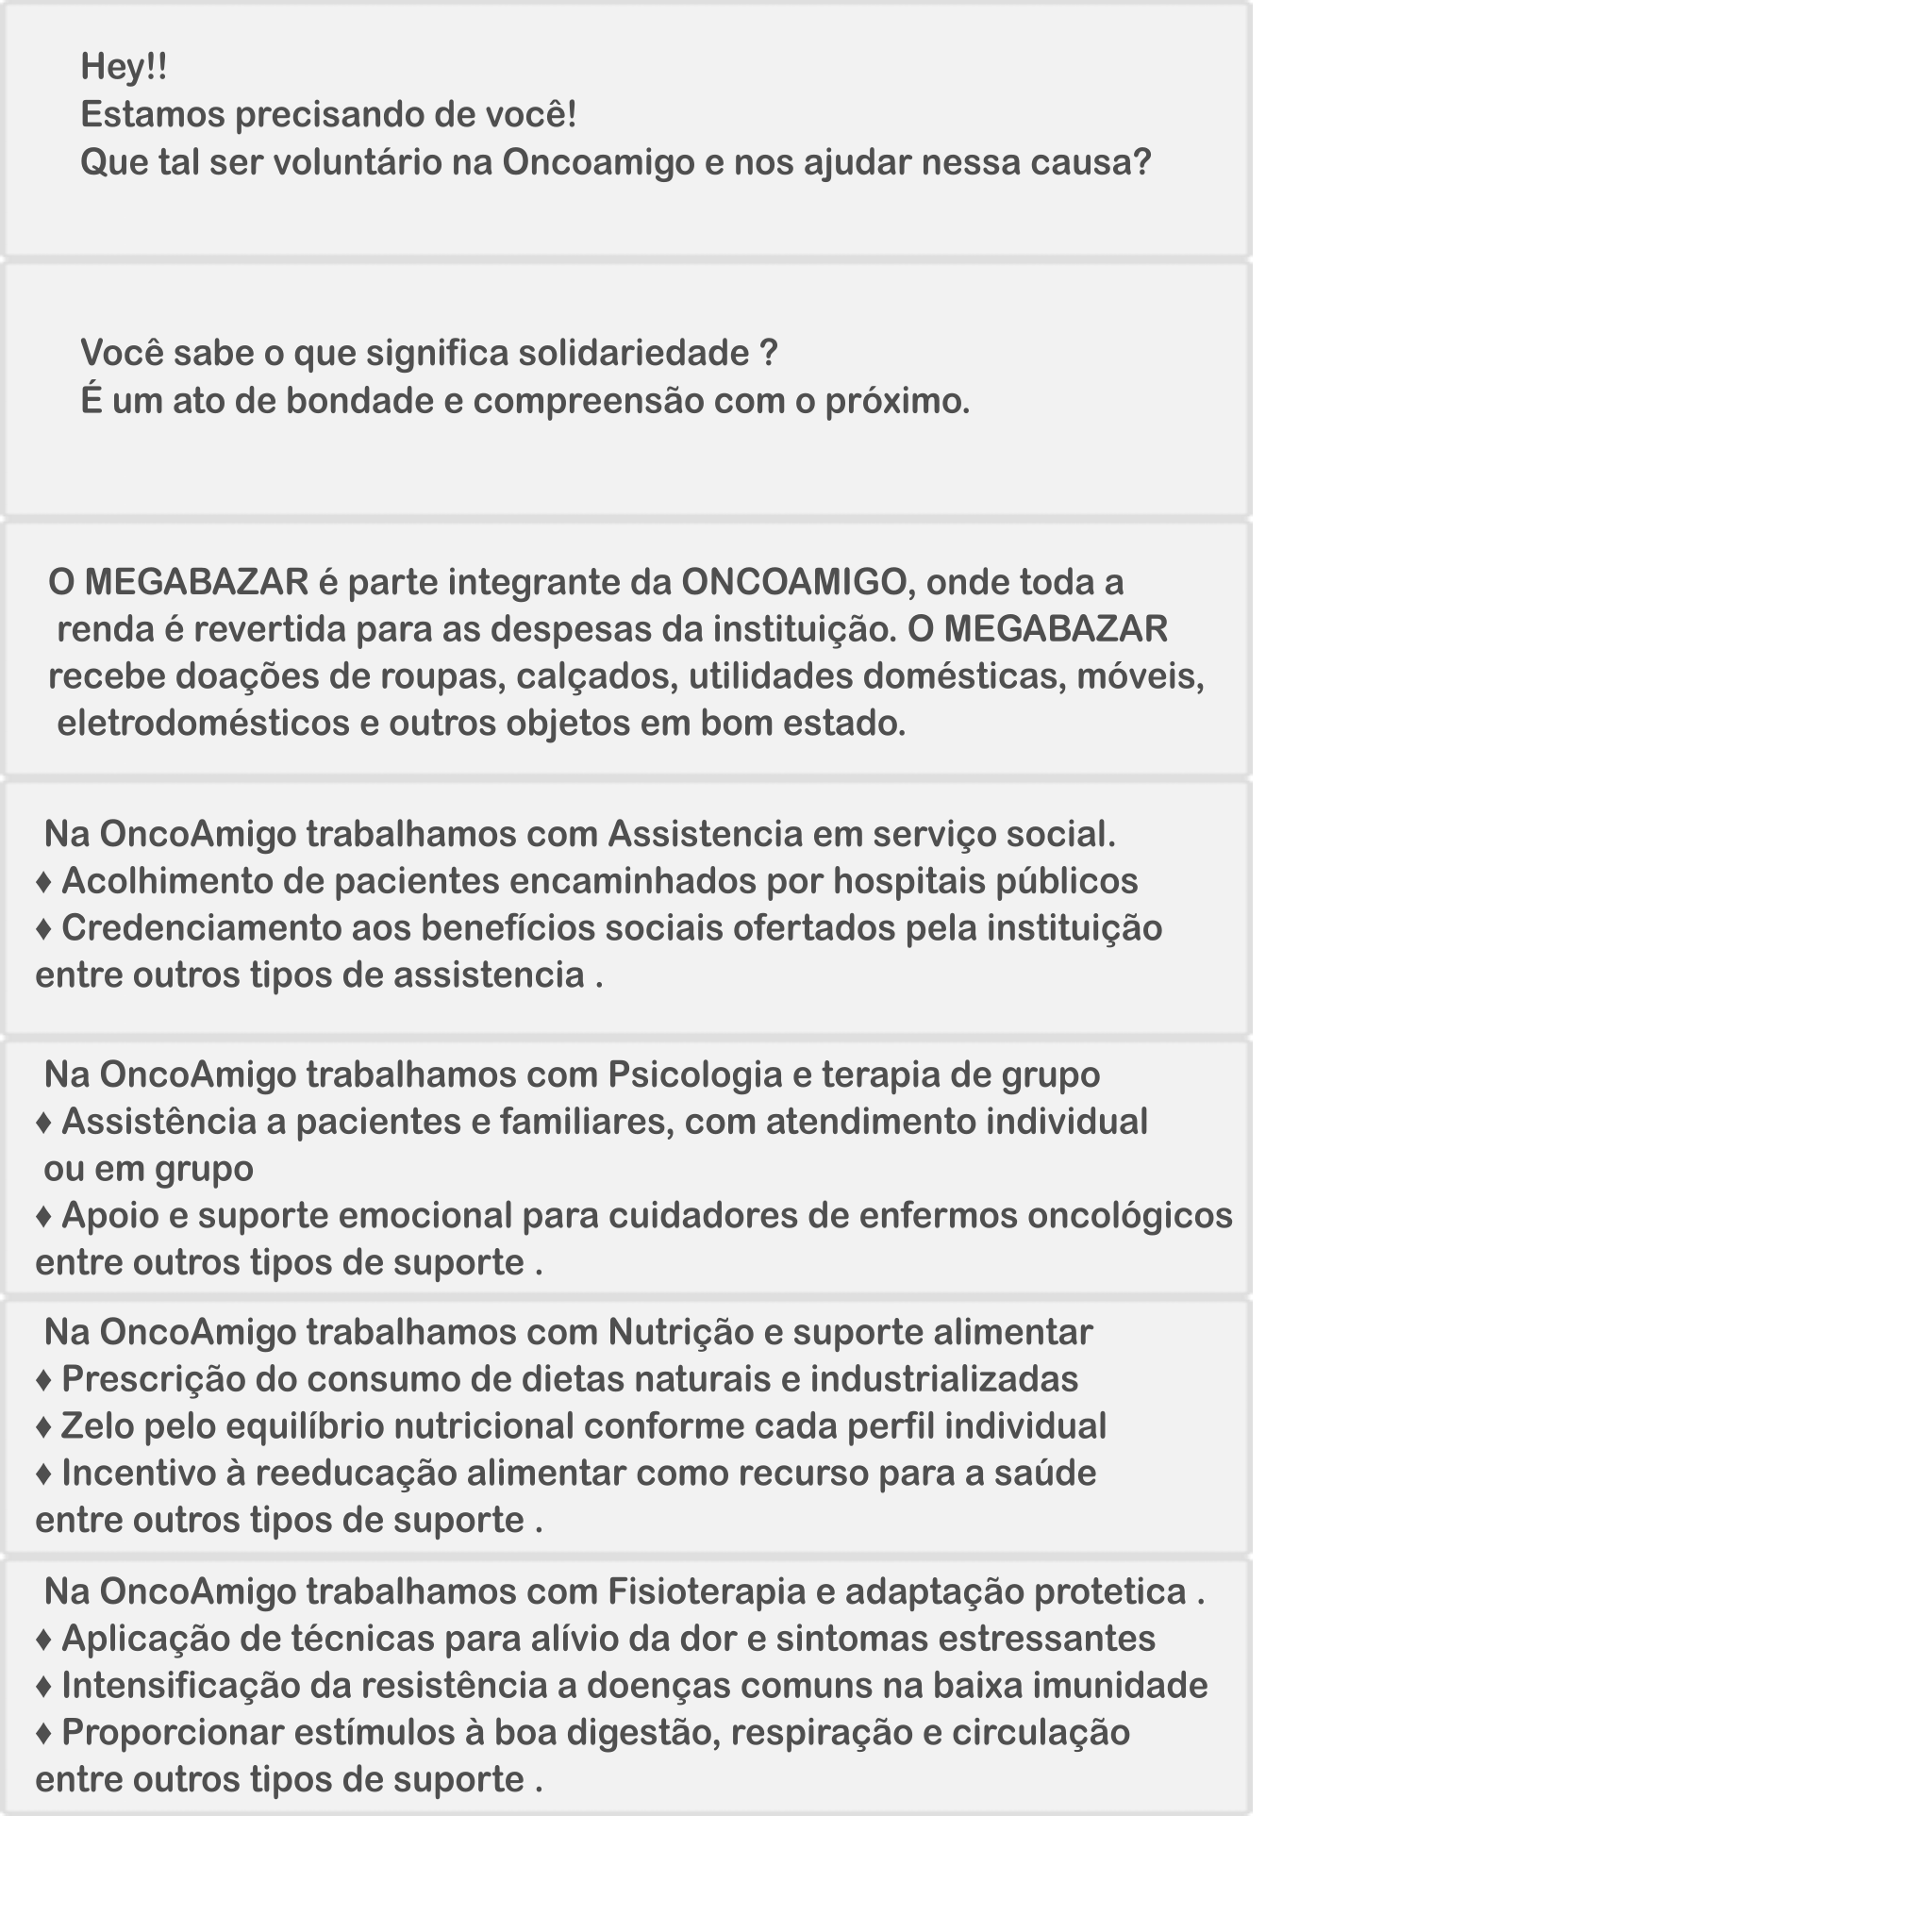 Hey!!
Estamos precisando de você!
Que tal ser voluntário na Oncoamigo e nos ajudar nessa causa?
Você sabe o que significa solidariedade ?
É um ato de bondade e compreensão com o próximo.
O MEGABAZAR é parte integrante da ONCOAMIGO, onde toda a
renda é revertida para as despesas da instituição. O MEGABAZAR
recebe doações de roupas, calçados, utilidades domésticas, móveis,
eletrodomésticos e outros objetos em bom estado.
Na OncoAmigo trabalhamos com Assistencia em serviço social.
♦ Acolhimento de pacientes encaminhados por hospitais públicos
♦ Credenciamento aos benefícios sociais ofertados pela instituição
entre outros tipos de assistencia .
Na OncoAmigo trabalhamos com Psicologia e terapia de grupo
♦ Assistência a pacientes e familiares, com atendimento individual
ou em grupo
♦ Apoio e suporte emocional para cuidadores de enfermos oncológicos
entre outros tipos de suporte .
Na OncoAmigo trabalhamos com Nutrição e suporte alimentar
♦ Prescrição do consumo de dietas naturais e industrializadas
♦ Zelo pelo equilíbrio nutricional conforme cada perfil individual
♦ Incentivo à reeducação alimentar como recurso para a saúde
entre outros tipos de suporte .
Na OncoAmigo trabalhamos com Fisioterapia e adaptação protetica .
♦ Aplicação de técnicas para alívio da dor e sintomas estressantes
♦ Intensificação da resistência a doenças comuns na baixa imunidade
♦ Proporcionar estímulos à boa digestão, respiração e circulação
entre outros tipos de suporte .